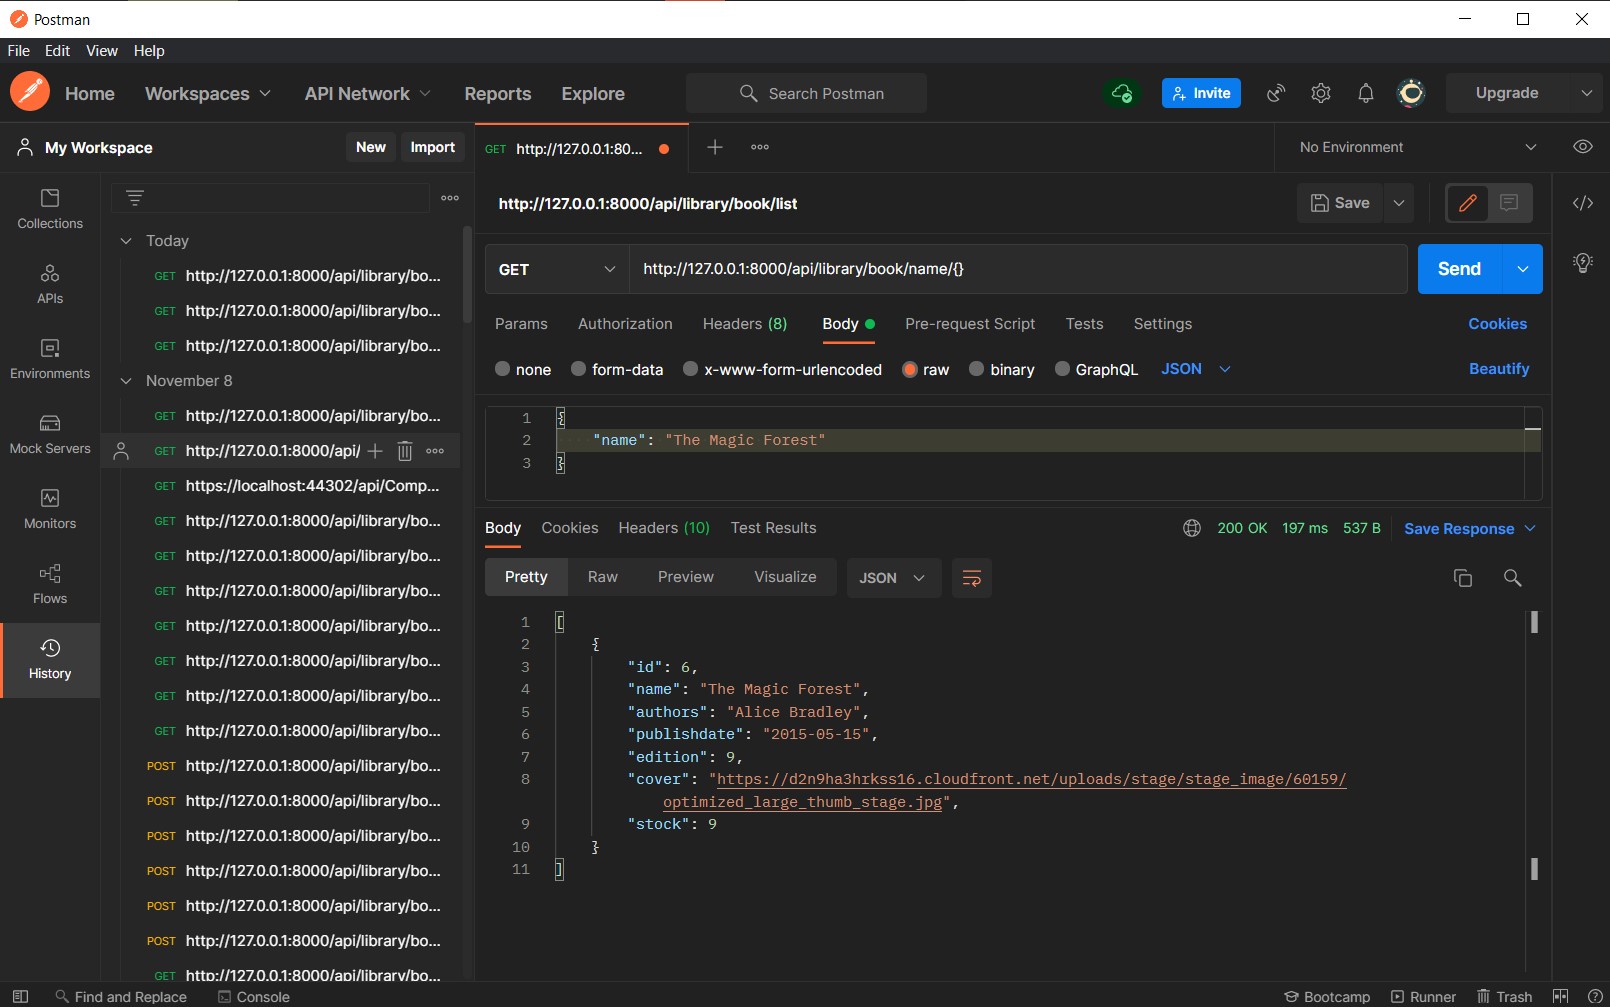 Postman
File Edit View Help
Home Workspaces API Network Reports Explore Search Postman Invite Upgrade
My Workspace New Import
GET http://127.0.0.1:80...
No Environment
Collections
APIs
Environments
Mock Servers
Monitors
Flows
History
Today
GET http://127.0.0.1:8000/api/library/bo...
GET http://127.0.0.1:8000/api/library/bo...
GET http://127.0.0.1:8000/api/library/bo...
November 8
GET http://127.0.0.1:8000/api/library/bo...
GET http://127.0.0.1:8000/api/
GET https://localhost:44302/api/Comp...
GET http://127.0.0.1:8000/api/library/bo...
GET http://127.0.0.1:8000/api/library/bo...
GET http://127.0.0.1:8000/api/library/bo...
GET http://127.0.0.1:8000/api/library/bo...
GET http://127.0.0.1:8000/api/library/bo...
GET http://127.0.0.1:8000/api/library/bo...
GET http://127.0.0.1:8000/api/library/bo...
POST http://127.0.0.1:8000/api/library/bo...
POST http://127.0.0.1:8000/api/library/bo...
POST http://127.0.0.1:8000/api/library/bo...
POST http://127.0.0.1:8000/api/library/bo...
POST http://127.0.0.1:8000/api/library/bo...
POST http://127.0.0.1:8000/api/library/bo...
GET http://127.0.0.1:8000/api/library/bo...
http://127.0.0.1:8000/api/library/book/list
Save
GET http://127.0.0.1:8000/api/library/book/name/{} Send
Params Authorization Headers (8) Body Pre-request Script Tests Settings Cookies
none form-data x-www-form-urlencoded raw binary GraphQL JSON Beautify
1 {
2 "name": "The Magic Forest"
3 }
Body Cookies Headers (10) Test Results 200 OK 197 ms 537 B Save Response
Pretty Raw Preview Visualize JSON
1 [
2 {
3 "id": 6,
4 "name": "The Magic Forest",
5 "authors": "Alice Bradley",
6 "publishdate": "2015-05-15",
7 "edition": 9,
8 "cover": "https://d2n9ha3hrkss16.cloudfront.net/uploads/stage/stage_image/60159/
optimized_large_thumb_stage.jpg",
9 "stock": 9
10 }
11 ]
Find and Replace Console Bootcamp Runner Trash